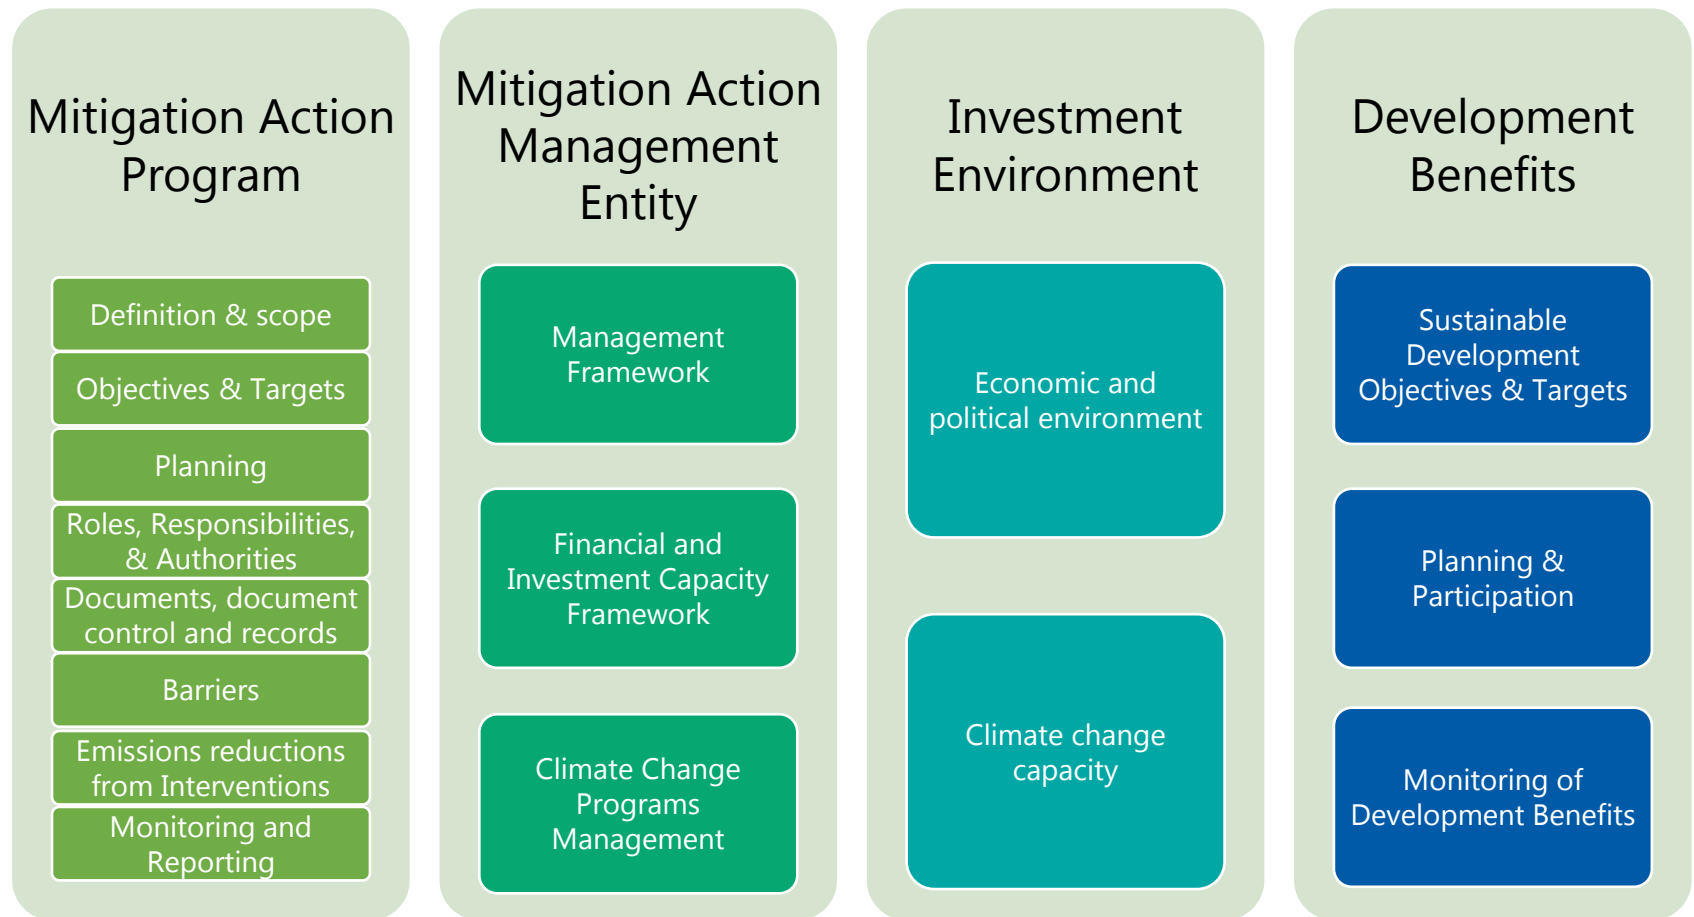 Mitigation Action
Program
Definition & scope
Objectives & Targets
Planning
Roles, Responsibilities,
& Authorities
Documents, document
control and records
Barriers
Emissions reductions
from Interventions
Monitoring and
Reporting
Mitigation Action
Management
Entity
Management
Framework
Financial and
Investment Capacity
Framework
Climate Change
Programs
Management
Investment
Environment
Economic and
political environment
Climate change
capacity
Development
Benefits
Sustainable
Development
Objectives & Targets
Planning &
Participation
Monitoring of
Development Benefits